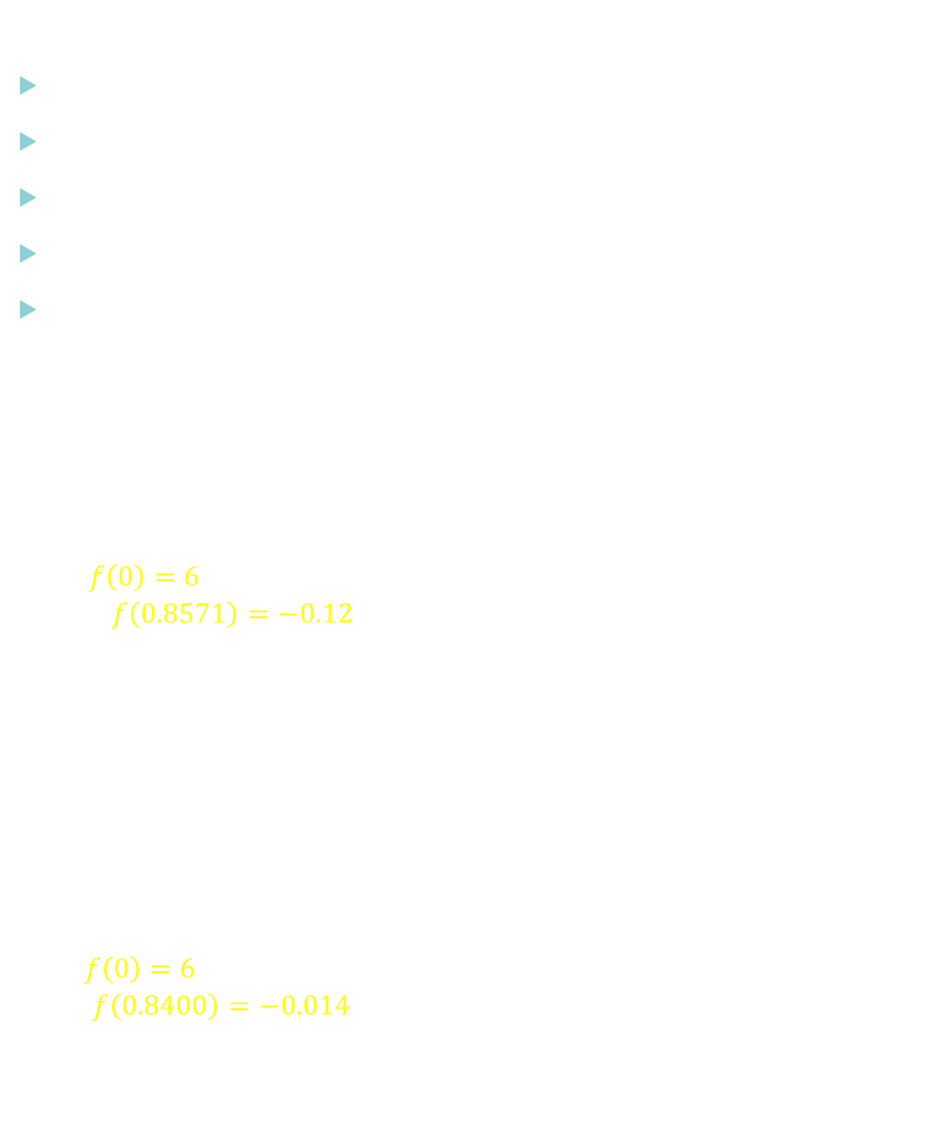 f(0) = 6
f(0.8571) = −0.12
f(0) = 6
f(0.8400) = −0.014